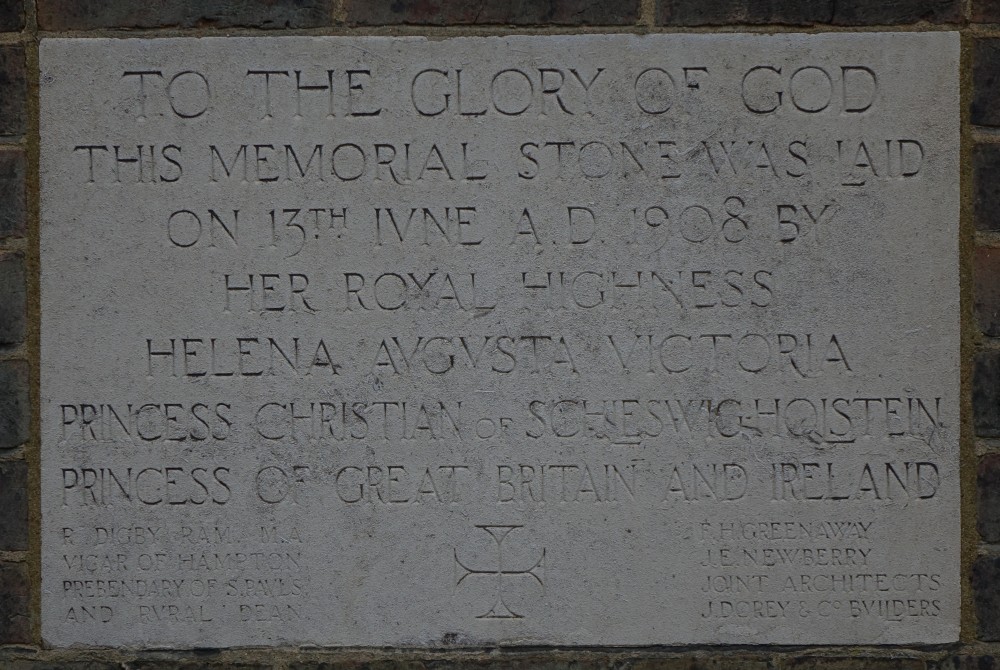 TO THE GLORY OF GOD
THIS MEMORIAL STONE WAS LAID
ON 13TH IVNE A.D. 1908 BY
HER ROYAL HIGHNESS
HELENA AVGVSTA VICTORIA
PRINCESS CHRISTIAN OF SCHLESWIG-HOLSTEIN
PRINCESS OF GREAT BRITAIN AND IRELAND
R. DIGBY RAM. M.A.
VICAR OF HAMPTON
PREBENDARY OF S. PAVLS
AND RVRAL DEAN
F. H. GREENAWAY
J. E. NEWBERRY
JOINT ARCHITECTS
J. DOREY & Co BVILDERS